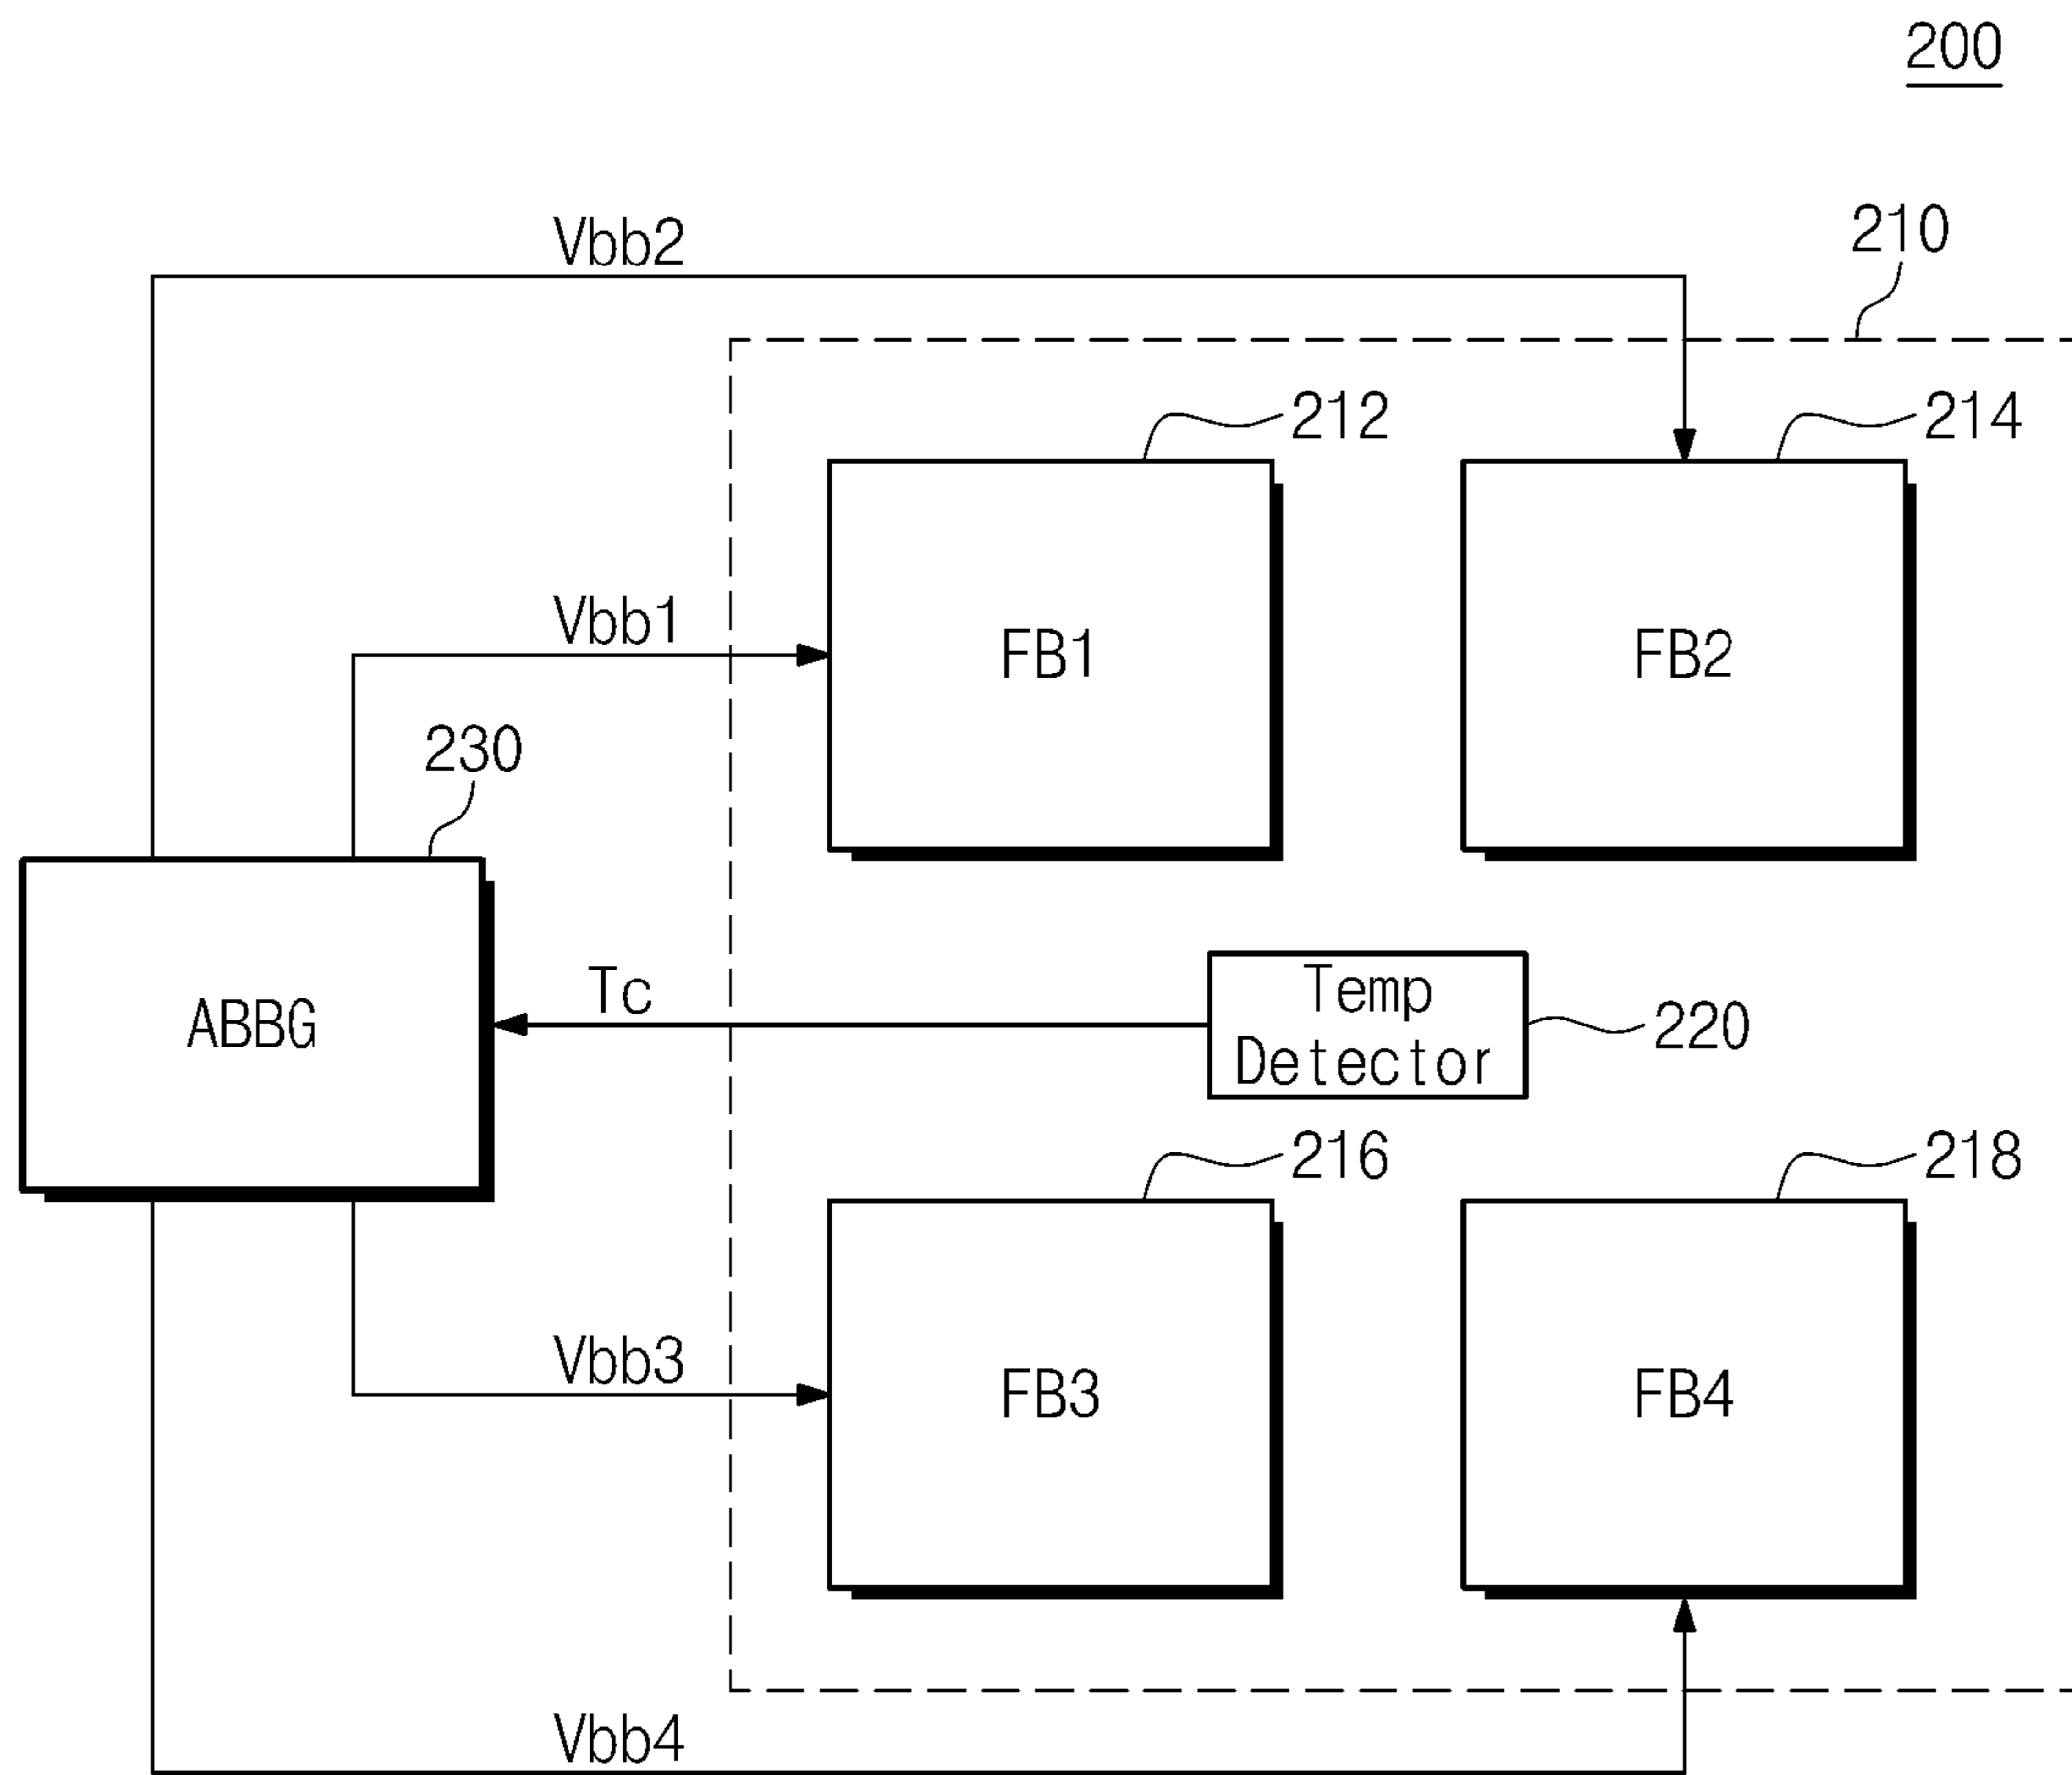 200
Vbb2
210
212
214
Vbb1
FB1
FB2
230
ABBG
Tc
Temp
Detector
220
216
218
Vbb3
FB3
FB4
Vbb4